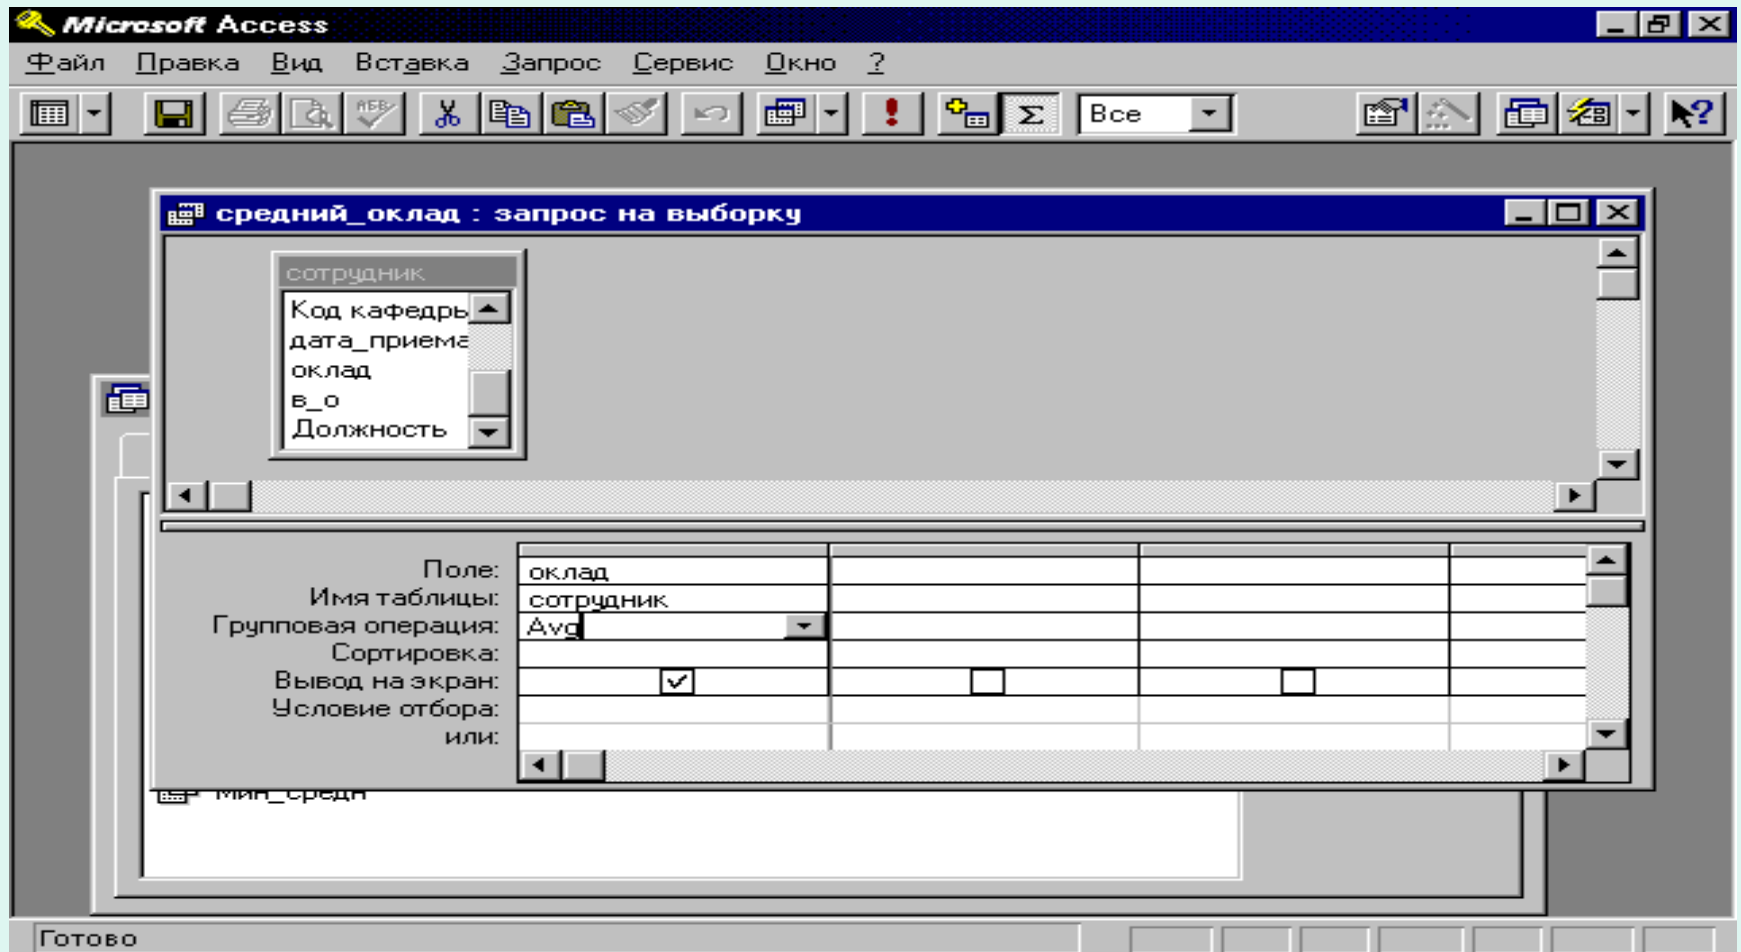 Microsoft Access
Файл Правка Вид Вставка Запрос Сервис Окно ?
Все
средний_оклад : запрос на выборку
сотрудник
Код кафедры
дата_приема
оклад
в_о
Должность
Поле: оклад
Имя таблицы: сотрудник
Групповая операция: Avg
Сортировка:
Вывод на экран:
Условие отбора:
или:
Мин_средн
Готово